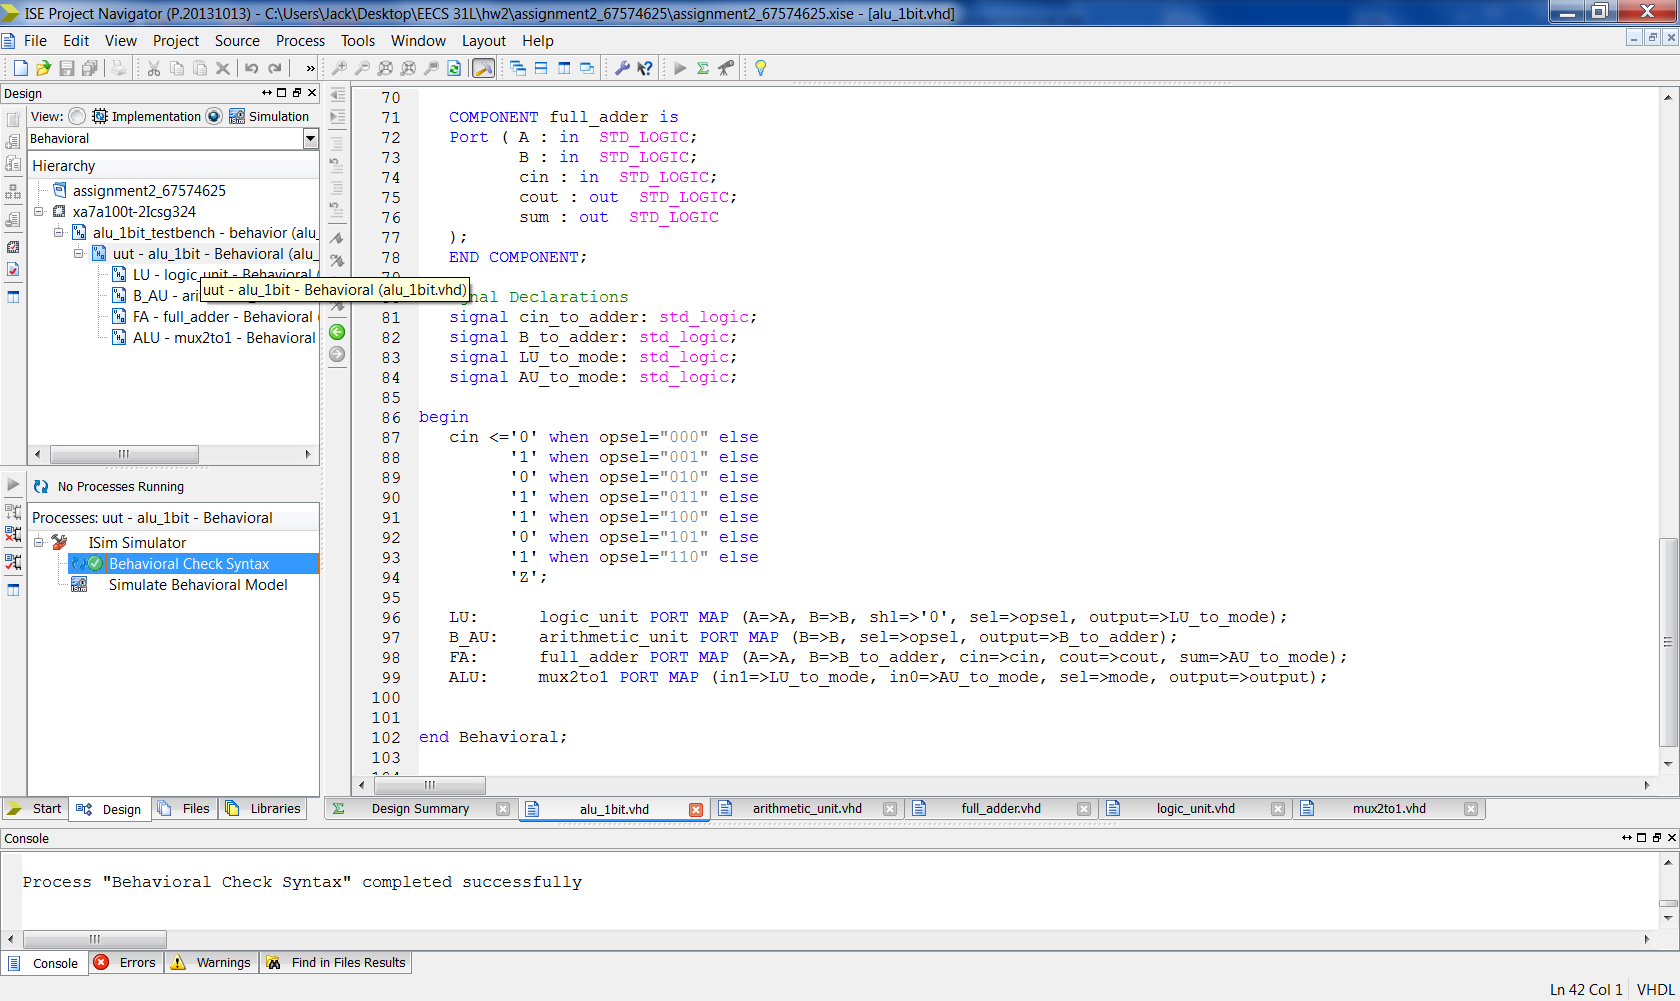 ISE Project Navigator (P.20131013) - C:\Users\Jack\Desktop\EECS 31L\hw2\assignment2_67574625\assignment2_67574625.xise - [alu_1bit.vhd]
File Edit View Project Source Process Tools Window Layout Help
Design
View: Implementation Simulation
Behavioral
Hierarchy
assignment2_67574625
xa7a100t-2Icsg324
alu_1bit_testbench - behavior (alu_
uut - alu_1bit - Behavioral (alu_
LU - logic_unit - Behavioral (
uut - alu_1bit - Behavioral (alu_1bit.vhd)
B_AU - ari
FA - full_adder - Behavioral (
ALU - mux2to1 - Behavioral
No Processes Running
Processes: uut - alu_1bit - Behavioral
ISim Simulator
Behavioral Check Syntax
Simulate Behavioral Model
Start Design Files Libraries
70
71 COMPONENT full_adder is
72 Port ( A : in STD_LOGIC;
73 B : in STD_LOGIC;
74 cin : in STD_LOGIC;
75 cout : out STD_LOGIC;
76 sum : out STD_LOGIC
77 );
78 END COMPONENT;
nal Declarations
81 signal cin_to_adder: std_logic;
82 signal B_to_adder: std_logic;
83 signal LU_to_mode: std_logic;
84 signal AU_to_mode: std_logic;
85
86 begin
87 cin <='0' when opsel="000" else
88 '1' when opsel="001" else
89 '0' when opsel="010" else
90 '1' when opsel="011" else
91 '1' when opsel="100" else
92 '0' when opsel="101" else
93 '1' when opsel="110" else
94 'Z';
95
96 LU: logic_unit PORT MAP (A=>A, B=>B, shl=>'0', sel=>opsel, output=>LU_to_mode);
97 B_AU: arithmetic_unit PORT MAP (B=>B, sel=>opsel, output=>B_to_adder);
98 FA: full_adder PORT MAP (A=>A, B=>B_to_adder, cin=>cin, cout=>cout, sum=>AU_to_mode);
99 ALU: mux2to1 PORT MAP (in1=>LU_to_mode, in0=>AU_to_mode, sel=>mode, output=>output);
100
101
102 end Behavioral;
103
Design Summary alu_1bit.vhd arithmetic_unit.vhd full_adder.vhd logic_unit.vhd mux2to1.vhd
Console
Process "Behavioral Check Syntax" completed successfully
Console Errors Warnings Find in Files Results
Ln 42 Col 1 VHDL